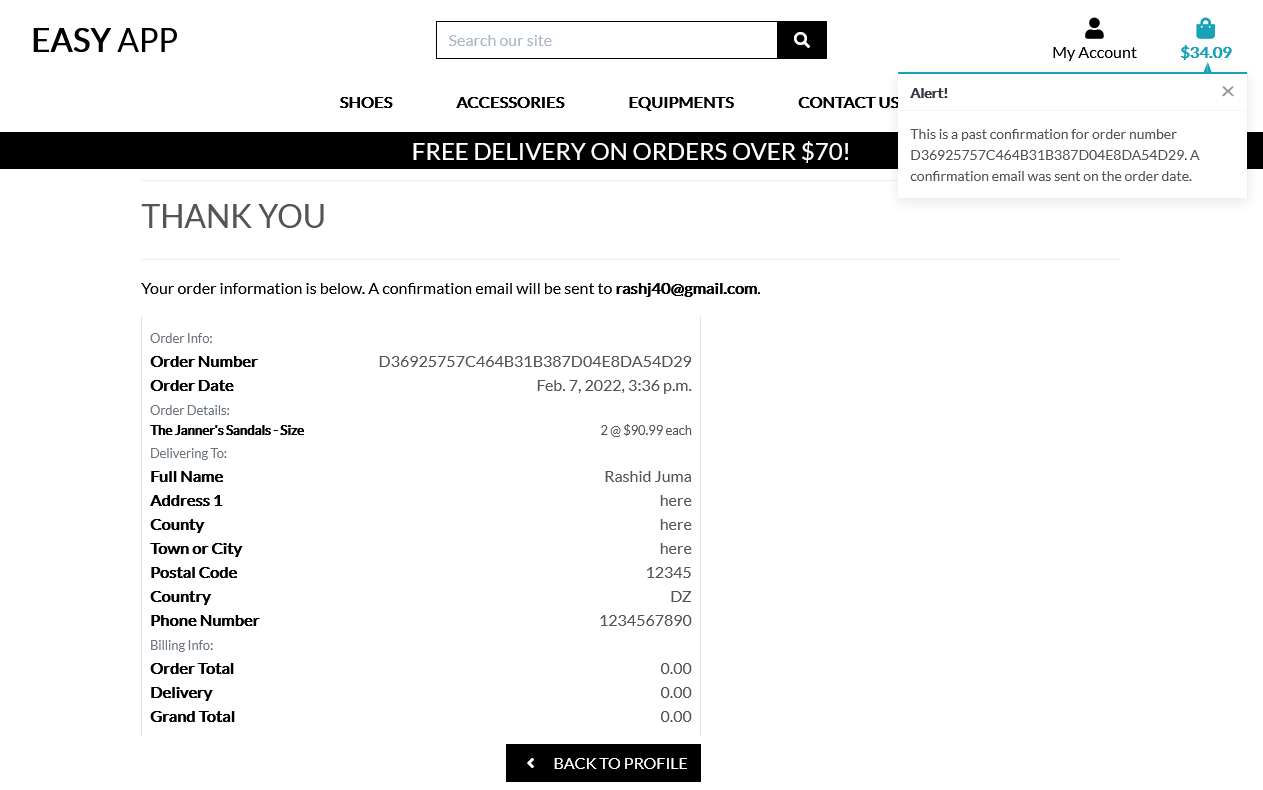 EASY APP
Search our site
My Account
$34.09
SHOES ACCESSORIES EQUIPMENTS CONTACT US
Alert!
This is a past confirmation for order number
D36925757C464B31B387D04E8DA54D29. A
confirmation email was sent on the order date.
FREE DELIVERY ON ORDERS OVER $70!
THANK YOU
Your order information is below. A confirmation email will be sent to rashj40@gmail.com.
Order Info:
Order Number D36925757C464B31B387D04E8DA54D29
Order Date Feb. 7, 2022, 3:36 p.m.
Order Details:
The Janner's Sandals - Size 2 @ $90.99 each
Delivering To:
Full Name Rashid Juma
Address 1 here
County here
Town or City here
Postal Code 12345
Country DZ
Phone Number 1234567890
Billing Info:
Order Total 0.00
Delivery 0.00
Grand Total 0.00
BACK TO PROFILE